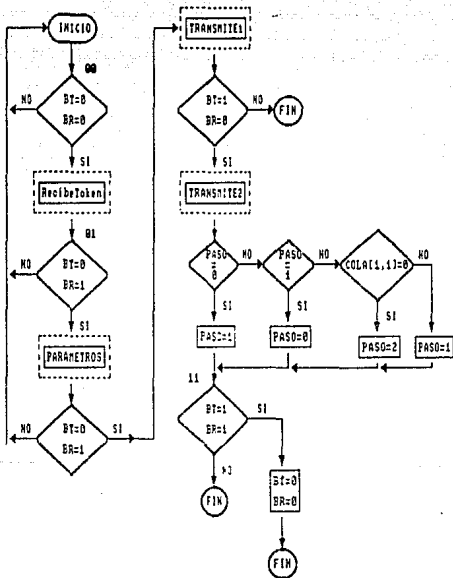 INICIO
00
BT=0
BR=0
NO
SI
RecibeToken
01
BT=0
BR=1
NO
SI
PARAMETROS
BT=0
BR=1
NO
SI
TRANSMITE1
BT=1
BR=0
NO
FIN
SI
TRANSMITE2
PASO
=
0
NO
PASO
=
1
NO
COLA[1,1]=0
NO
SI
SI
SI
PASO=1
PASO=0
PASO=2
PASO=1
11
BT=1
BR=1
SI
NO
FIN
BT=0
BR=0
FIN